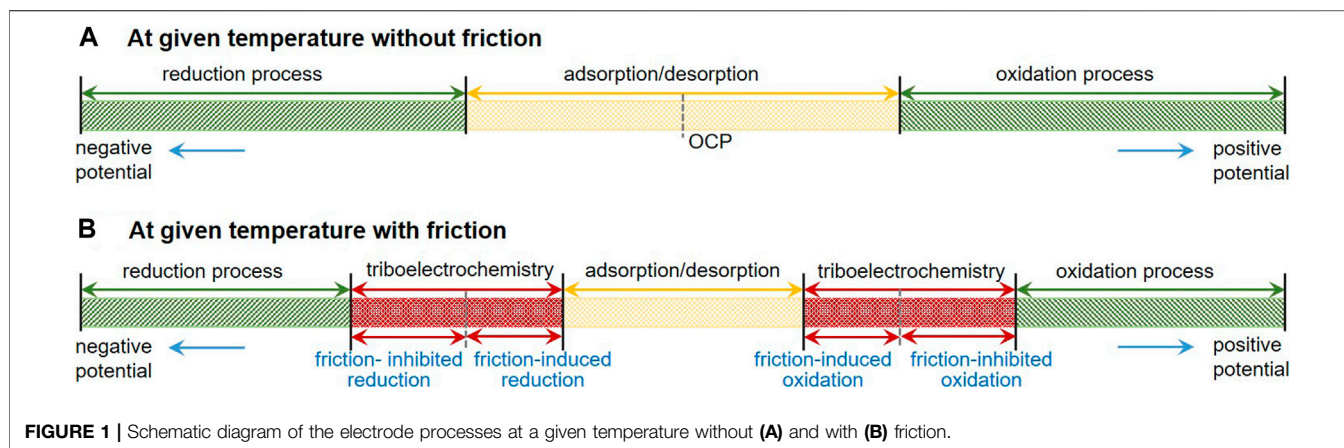 A At given temperature without friction
reduction process adsorption/desorption oxidation process
OCP
negative
potential
positive
potential
B At given temperature with friction
reduction process triboelectrochemistry adsorption/desorption triboelectrochemistry oxidation process
negative
potential
friction- inhibited
reduction
friction-induced
reduction
friction-induced
oxidation
friction-inhibited
oxidation
positive
potential
FIGURE 1 | Schematic diagram of the electrode processes at a given temperature without (A) and with (B) friction.